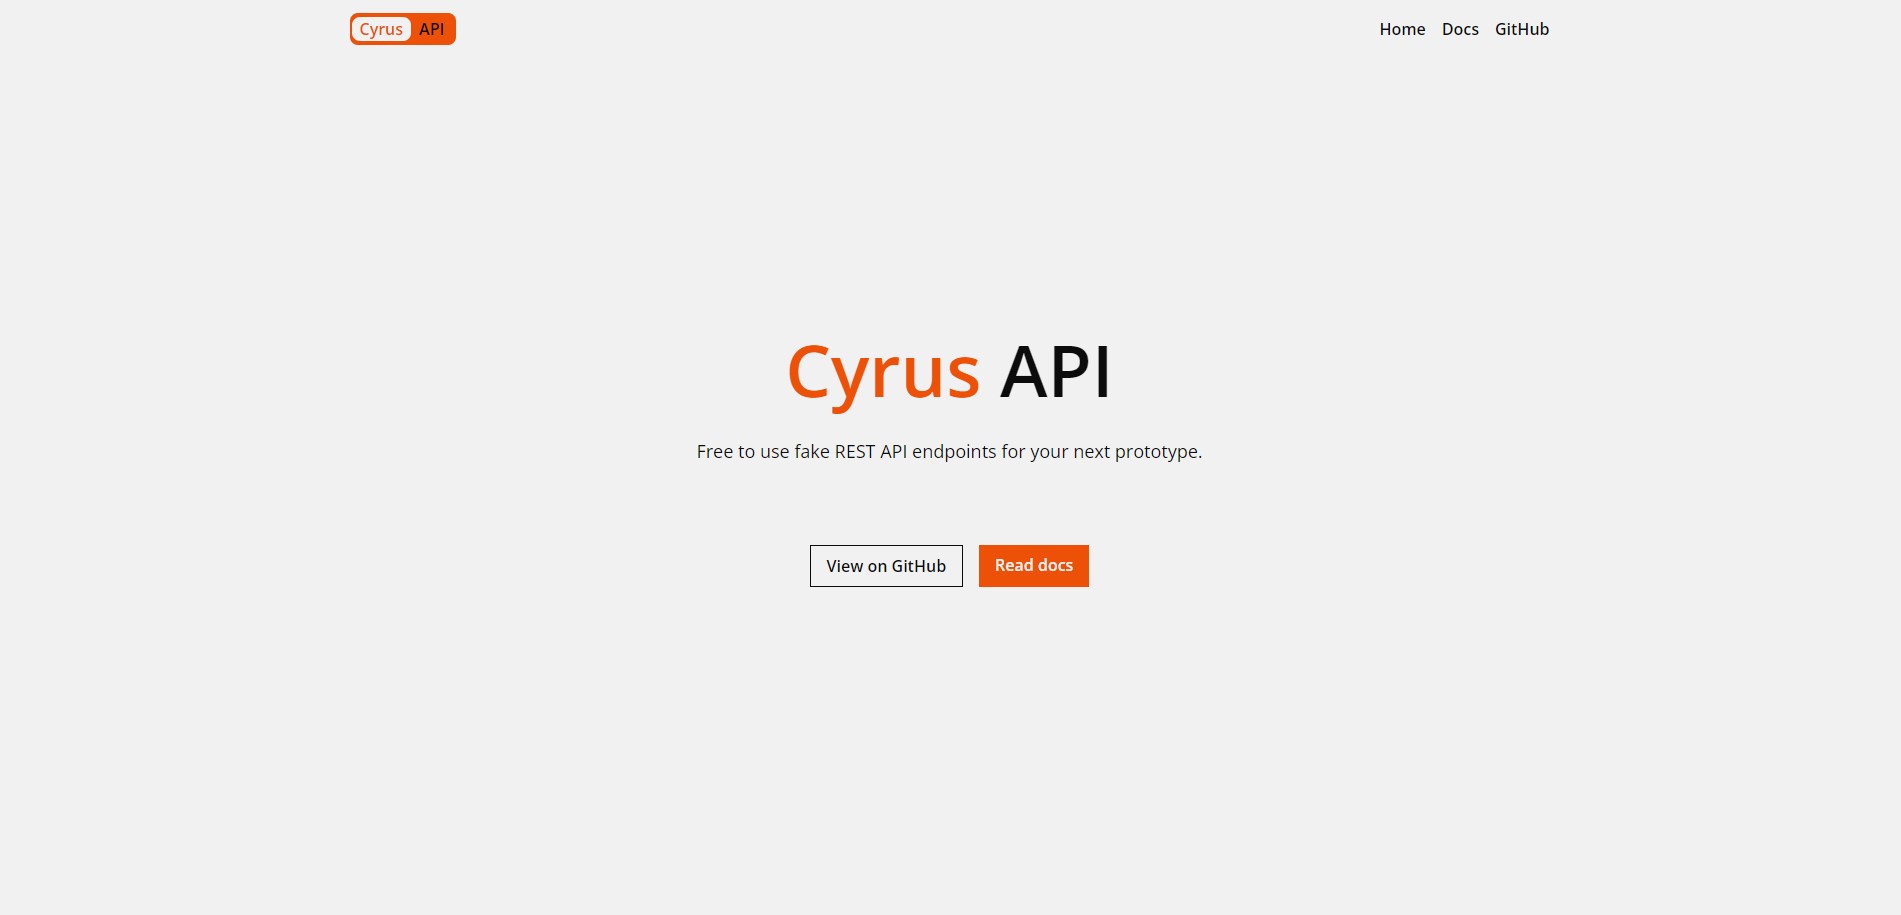 Cyrus API
Home Docs GitHub
Cyrus API
Free to use fake REST API endpoints for your next prototype.
View on GitHub
Read docs